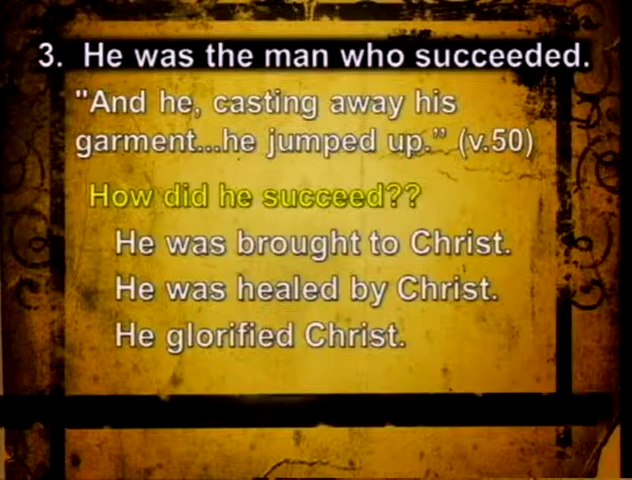 3. He was the man who succeeded.
"And he, casting away his
garment...he jumped up.” (v.50)
How did he succeed??
He was brought to Christ.
He was healed by Christ.
He glorified Christ.